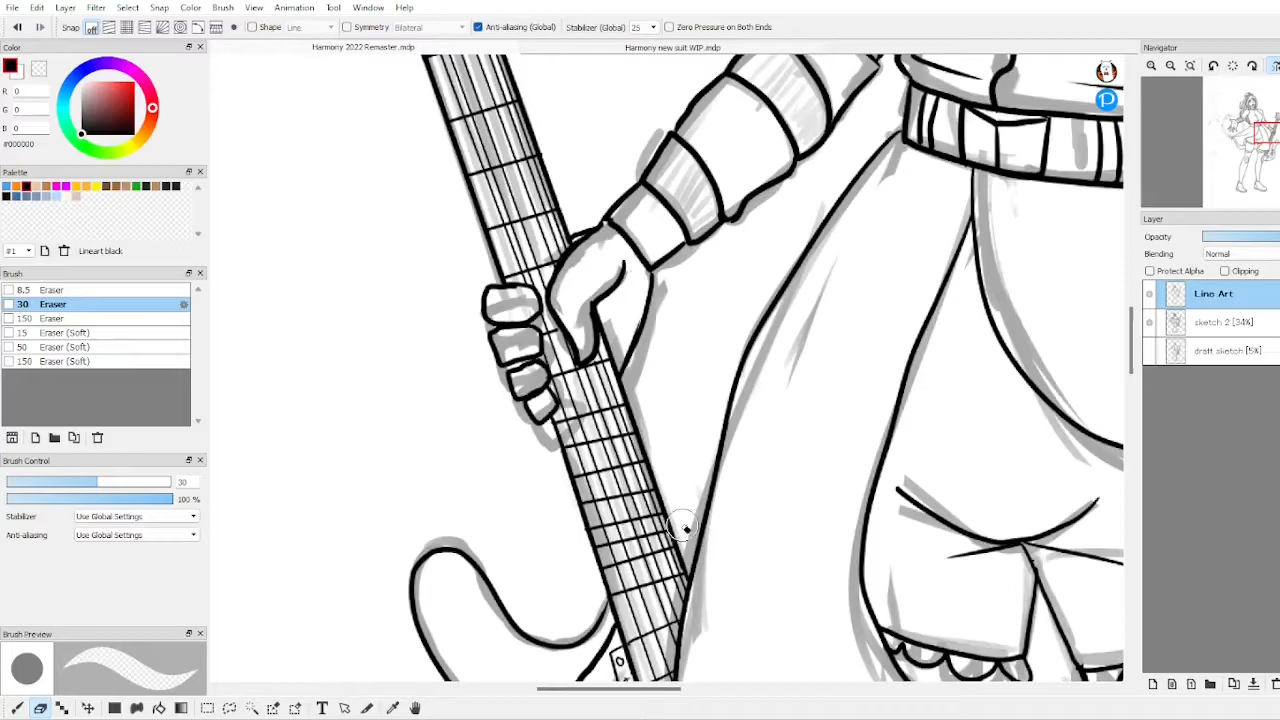 File Edit Layer Filter Select Snap Color Brush View Animation Tool Window Help
Snap off Shape Line Symmetry Bilateral Anti-aliasing (Global) Stabilizer (Global) 25 Zero Pressure on Both Ends
Color
Harmony 2022 Remaster.mdp
Harmony new suit WIP.mdp
Navigator
R 0
G 0
B 0
#000000
Palette
#1 Lineart black
Brush
8.5 Eraser
30 Eraser
150 Eraser
15 Eraser (Soft)
50 Eraser (Soft)
150 Eraser (Soft)
Brush Control
30
100 %
Stabilizer Use Global Settings
Anti-aliasing Use Global Settings
Brush Preview
Layer
Opacity
Blending Normal
Protect Alpha Clipping
Line Art
sketch 2 [34%]
draft sketch [5%]